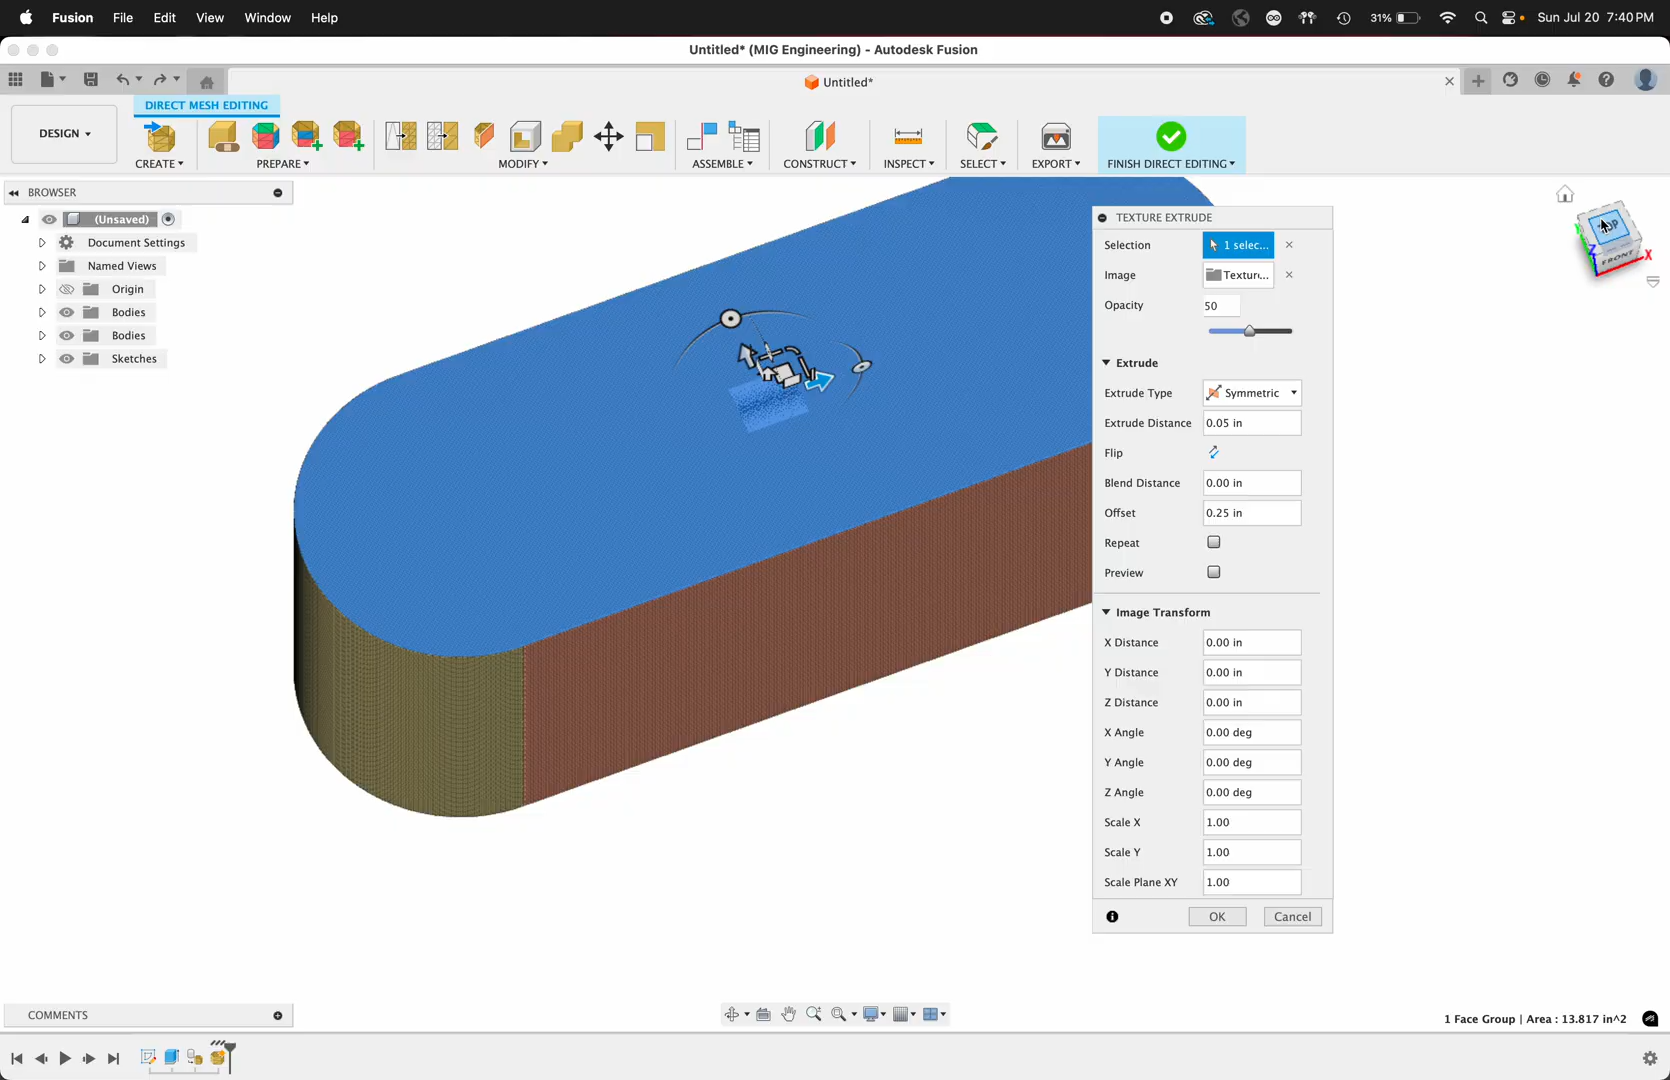 Fusion File Edit View Window Help 31% Sun Jul 20 7:40 PM
Untitled* (MIG Engineering) - Autodesk Fusion
Untitled*
DIRECT MESH EDITING
DESIGN
CREATE PREPARE MODIFY ASSEMBLE CONSTRUCT INSPECT SELECT EXPORT FINISH DIRECT EDITING
BROWSER
(Unsaved)
Document Settings
Named Views
Origin
Bodies
Bodies
Sketches
TOP
FRONT
X
Y
Z
TEXTURE EXTRUDE
Selection 1 selec...
Image Textur...
Opacity 50
Extrude
Extrude Type Symmetric
Extrude Distance 0.05 in
Flip
Blend Distance 0.00 in
Offset 0.25 in
Repeat
Preview
Image Transform
X Distance 0.00 in
Y Distance 0.00 in
Z Distance 0.00 in
X Angle 0.00 deg
Y Angle 0.00 deg
Z Angle 0.00 deg
Scale X 1.00
Scale Y 1.00
Scale Plane XY 1.00
OK Cancel
COMMENTS
1 Face Group | Area : 13.817 in^2